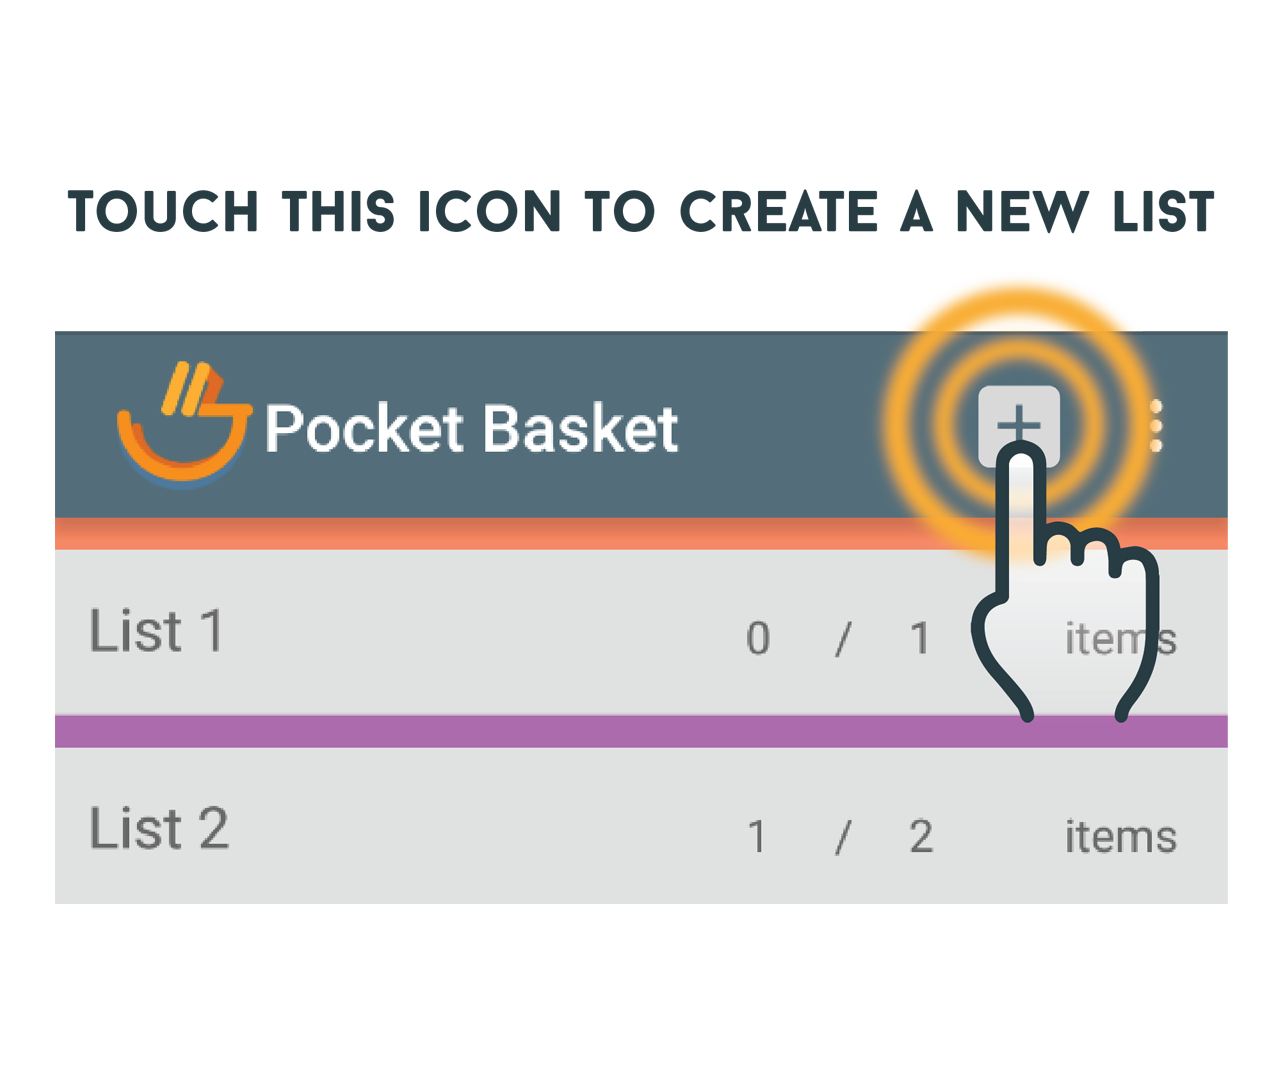 TOUCH THIS ICON TO CREATE A NEW LIST
Pocket Basket
List 1 0 / 1 items
List 2 1 / 2 items